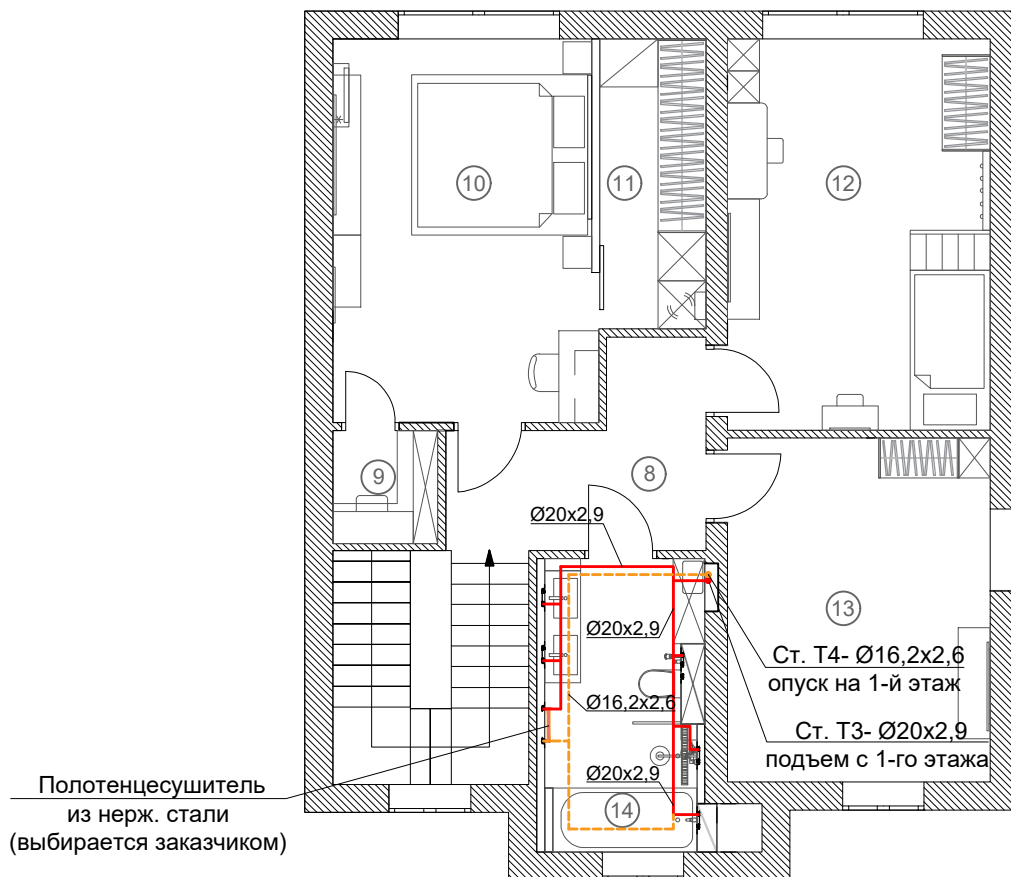 10
11
12
9
8
Ø20x2,9
Ø20x2,9
13
Ст. Т4- Ø16,2x2,6
опуск на 1-й этаж
Ø16,2x2,6
Ст. Т3- Ø20x2,9
подъем с 1-го этажа
Ø20x2,9
Полотенцесушитель
из нерж. стали
(выбирается заказчиком)
14